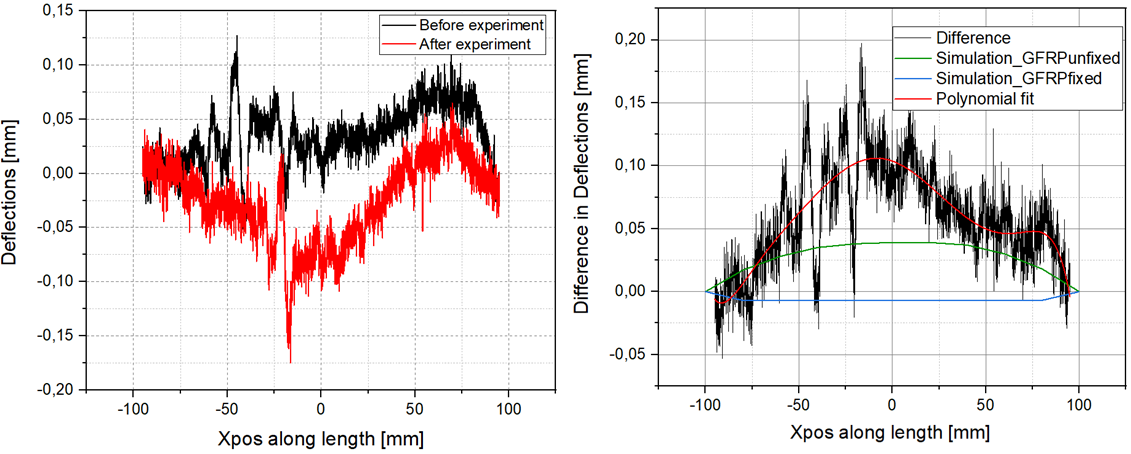 0,15
0,10
0,05
0,00
-0,05
-0,10
-0,15
-0,20
Deflections [mm]
Before experiment
After experiment
-100 -50 0 50 100
Xpos along length [mm]
0,20
0,15
0,10
0,05
0,00
-0,05
Difference in Deflections [mm]
Difference
Simulation_GFRPunfixed
Simulation_GFRPfixed
Polynomial fit
-100 -50 0 50 100
Xpos along length [mm]